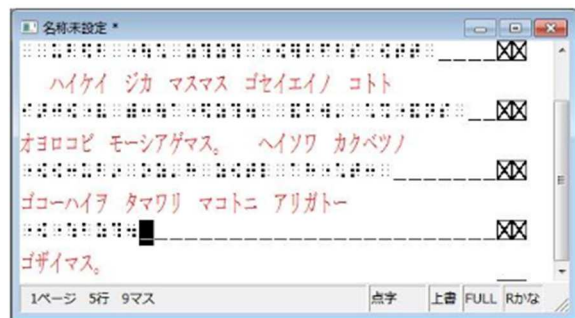 名称未設定 *
ハイケイ ジカ マスマス ゴセイエイノ コトト
オヨロコビ モーシアゲマス。 ヘイソワ カクベツノ
ゴコーハイヲ タマワリ マコトニ アリガトー
ゴザイマス。
1ページ 5行 9マス 点字 上書 FULL Rかな